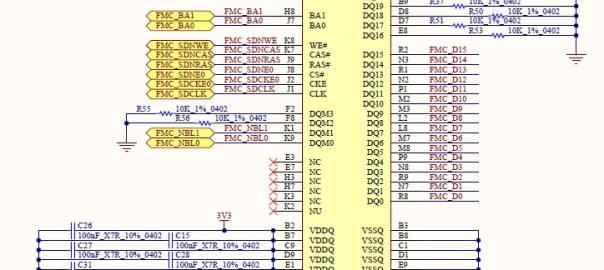 B9 R37 10K_1%_0402
DQ19
D8 R50 10K_1%_0402
DQ18
D7 R51 10K_1%_0402
DQ17
E8 R53 10K_1%_0402
DQ16
FMC_BA1 FMC_BA1 H8 BA1
FMC_BA0 FMC_BA0 J7 BA0
FMC_SDNWE FMC_SDNWE K8 WE#
FMC_SDNCAS FMC_SDNCAS K7 CAS#
FMC_SDNRAS FMC_SDNRAS J9 RAS#
FMC_SDNE0 FMC_SDNE0 J8 CS#
FMC_SDCKE0 FMC_SDCKE0 J2 CKE
FMC_SDCLK FMC_SDCLK J1 CLK
DQ15 R2 FMC_D15
DQ14 N3 FMC_D14
DQ13 R1 FMC_D13
DQ12 N2 FMC_D12
DQ11 P1 FMC_D11
DQ10 M2 FMC_D10
DQ9 M3 FMC_D9
DQ8 L2 FMC_D8
DQ7 L8 FMC_D7
DQ6 M7 FMC_D6
DQ5 M8 FMC_D5
DQ4 P9 FMC_D4
DQ3 N8 FMC_D3
DQ2 R9 FMC_D2
DQ1 N7 FMC_D1
DQ0 R8 FMC_D0
R55 10K_1%_0402 F2 DQM3
R56 10K_1%_0402 F8 DQM2
FMC_NBL1 FMC_NBL1 K1 DQM1
FMC_NBL0 FMC_NBL0 K9 DQM0
E3 NC
E7 NC
H3 NC
H7 NC
K3 NC
K2 NU
3V3
C26 B2 VDDQ VSSQ B3
100nF_X7R_10%_0402 C15 B7 VDDQ VSSQ B8
C27 100nF_X7R_10%_0402 C9 VDDQ VSSQ C1
100nF_X7R_10%_0402 C28 D9 VDDQ VSSQ D1
C31 100nF_X7R_10%_0402 E1 VDDQ VSSQ E9